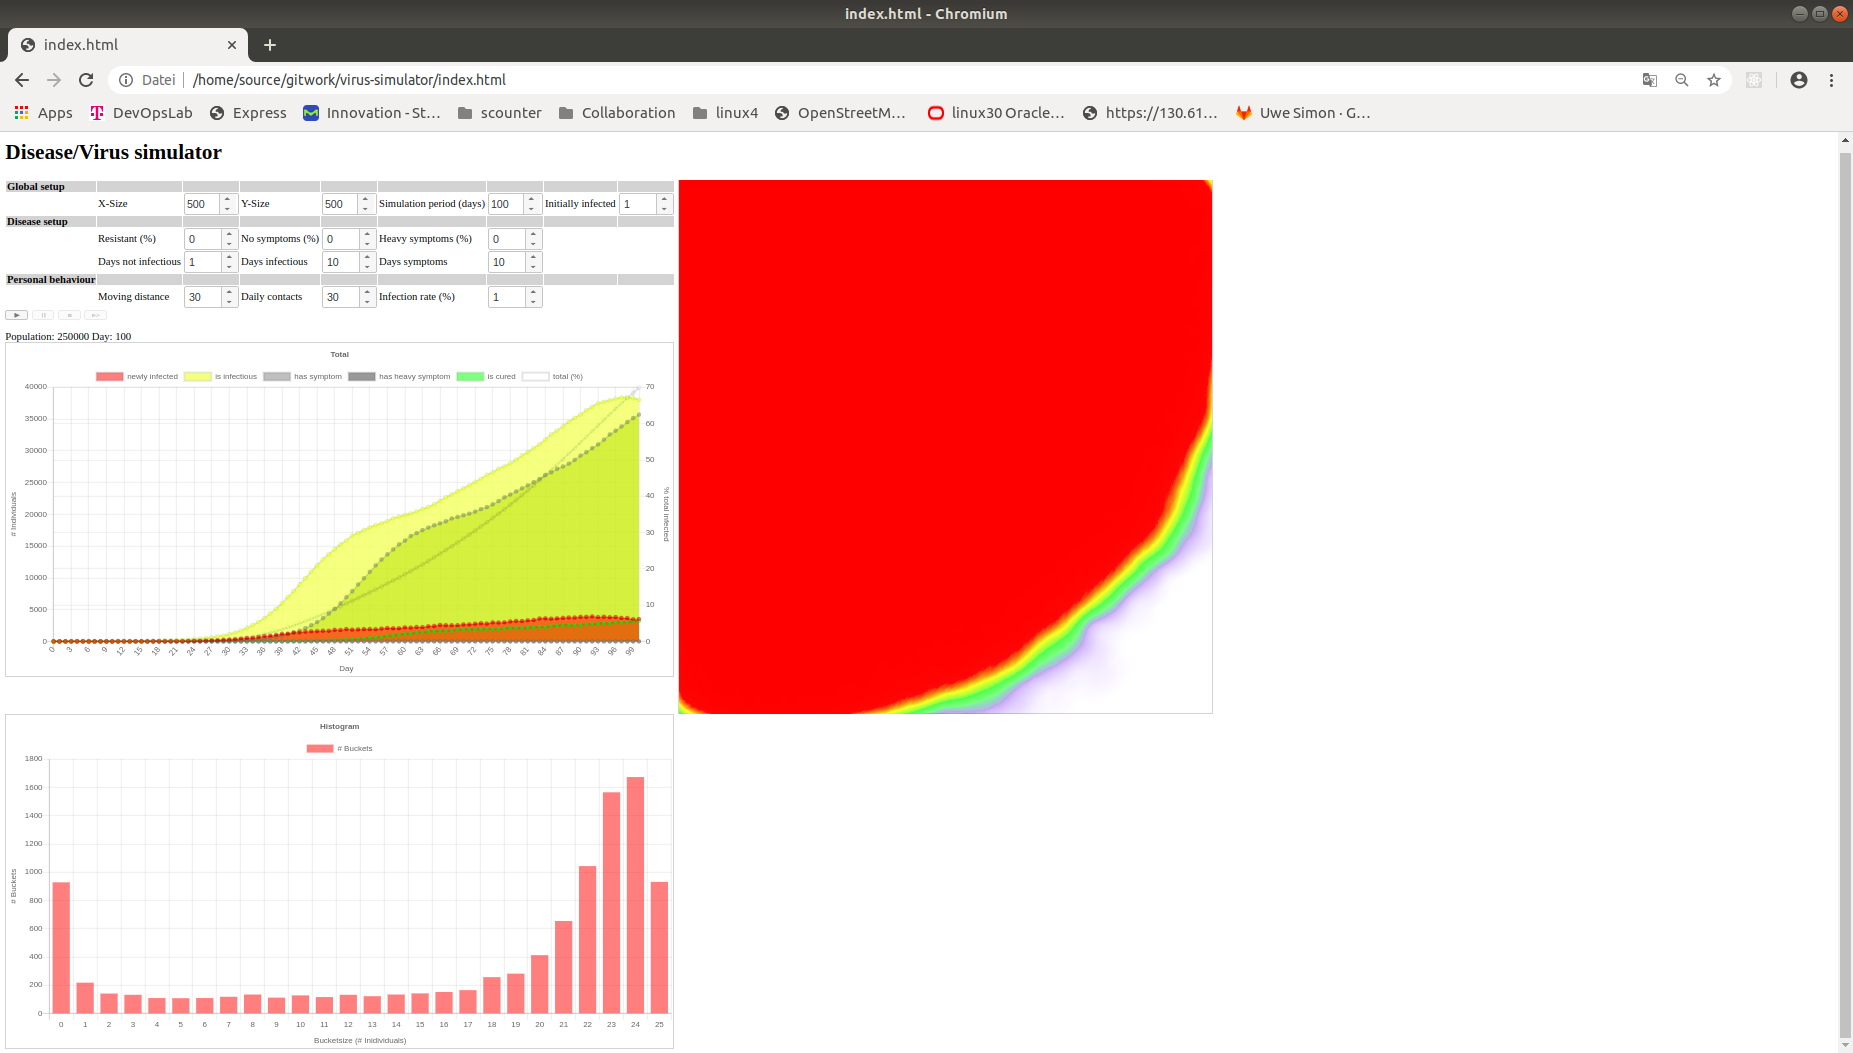 index.html - Chromium
index.html
Datei /home/source/gitwork/virus-simulator/index.html
Apps DevOpsLab Express Innovation - St... scounter Collaboration linux4 OpenStreetM... linux30 Oracle... https://130.61... Uwe Simon · G...
Disease/Virus simulator
Global setup
X-Size 500 Y-Size 500 Simulation period (days) 100 Initially infected 1
Disease setup
Resistant (%) 0 No symptoms (%) 0 Heavy symptoms (%) 0
Days not infectious 1 Days infectious 10 Days symptoms 10
Personal behaviour
Moving distance 30 Daily contacts 30 Infection rate (%) 1
Population: 250000 Day: 100
Total
newly infected is infectious has symptom has heavy symptom is cured total (%)
40000 70
35000
60
30000
50
25000
40
20000
30
15000
20
10000
10
5000
0 0
# Individuals
% total infected
0 3 6 9 12 15 18 21 24 27 30 33 36 39 42 45 48 51 54 57 60 63 66 69 72 75 78 81 84 87 90 93 96 99
Day
Histogram
# Buckets
1800
1600
1400
1200
1000
800
600
400
200
0
# Buckets
0 1 2 3 4 5 6 7 8 9 10 11 12 13 14 15 16 17 18 19 20 21 22 23 24 25
Bucketsize (# Inidividuals)